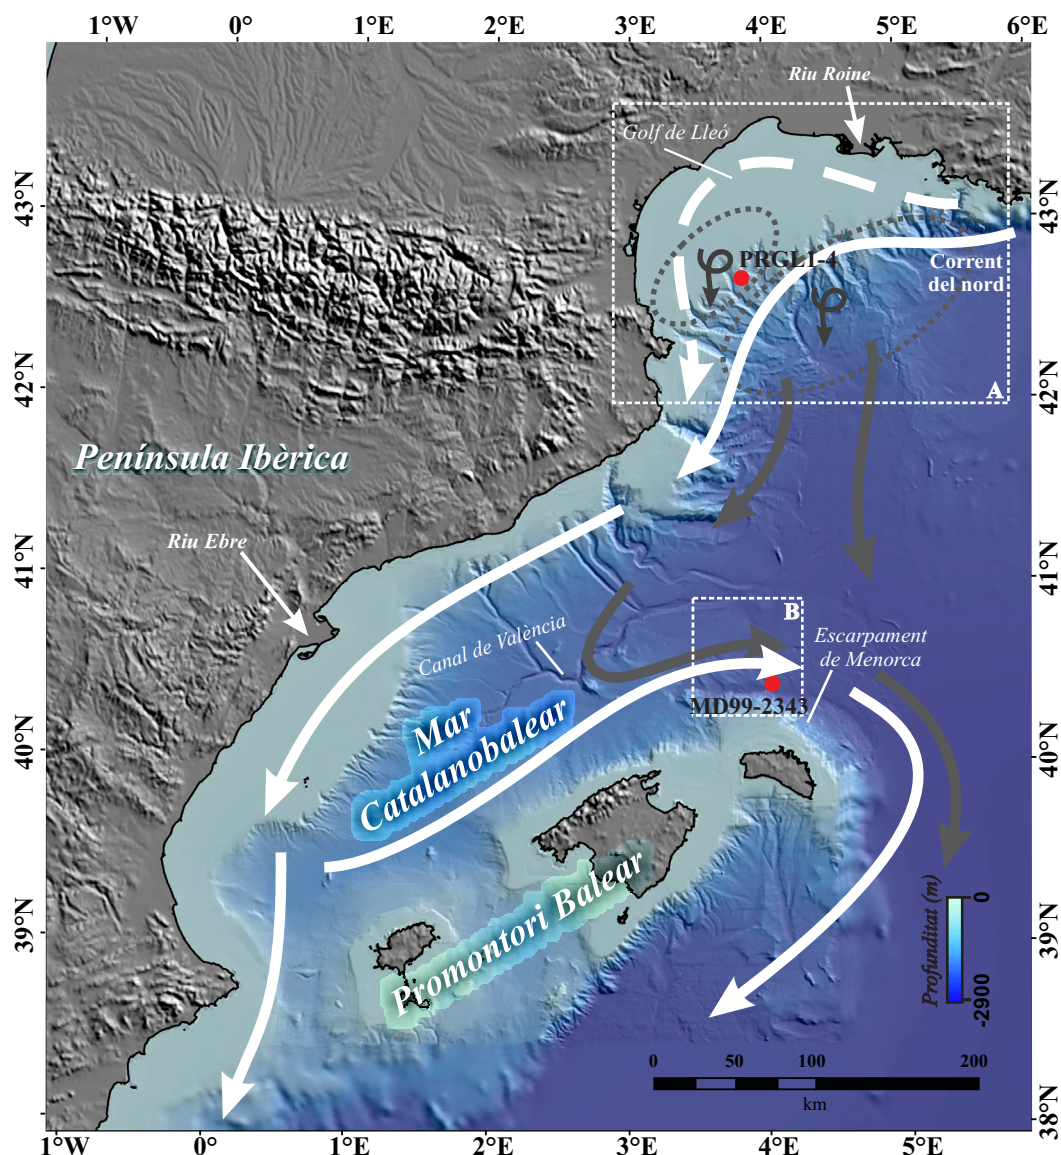 1°W 0° 1°E 2°E 3°E 4°E 5°E 6°E
Riu Roine
Golf de Lleó
43°N
43°N
PRGL1-4
Corrent
del nord
42°N
42°N
A
Península Ibèrica
Riu Ebre
41°N
41°N
B
Canal de València
Escarpament
de Menorca
MD99-2343
Mar
Catalanobalear
40°N
40°N
Promontori Balear
39°N
39°N
Profunditat (m)
0
-2900
0 50 100 200
km
38°N
1°W 0° 1°E 2°E 3°E 4°E 5°E